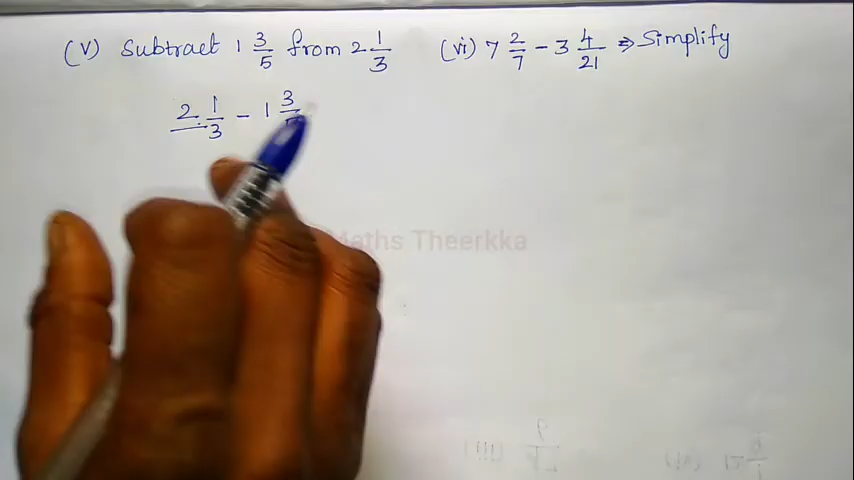 (v) Subtract 1 3/5 from 2 1/3
(vi) 7 2/7 - 3 4/21 ⇒ Simplify
2 1/3 - 1 3/
Maths Theerkka